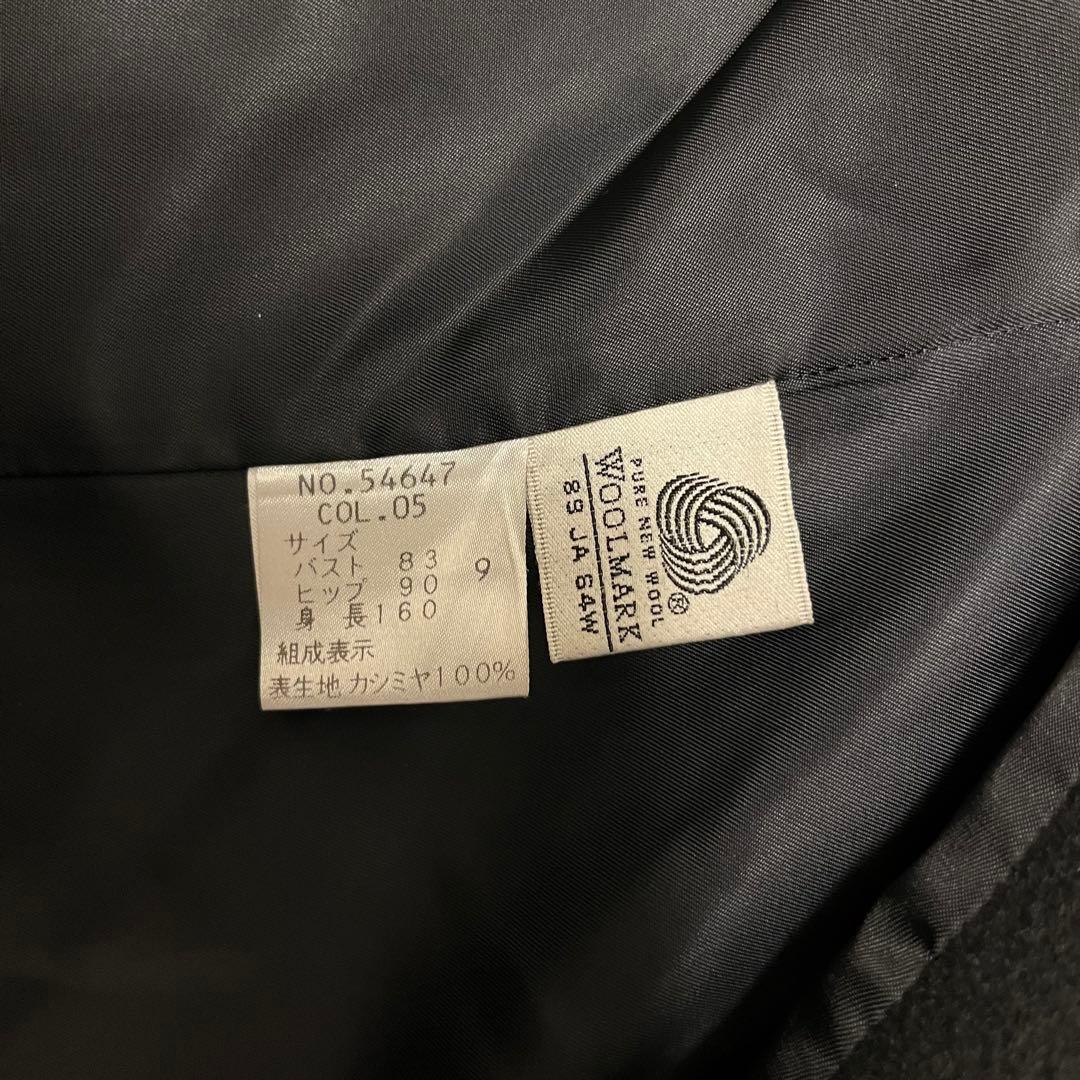 NO.54647
COL.05
サイズ
バスト 83 9
ヒップ 90
身 長160
組成表示
表生地 カシミヤ100%
PURE NEW WOOL
WOOLMARK
89 JA 64W
®